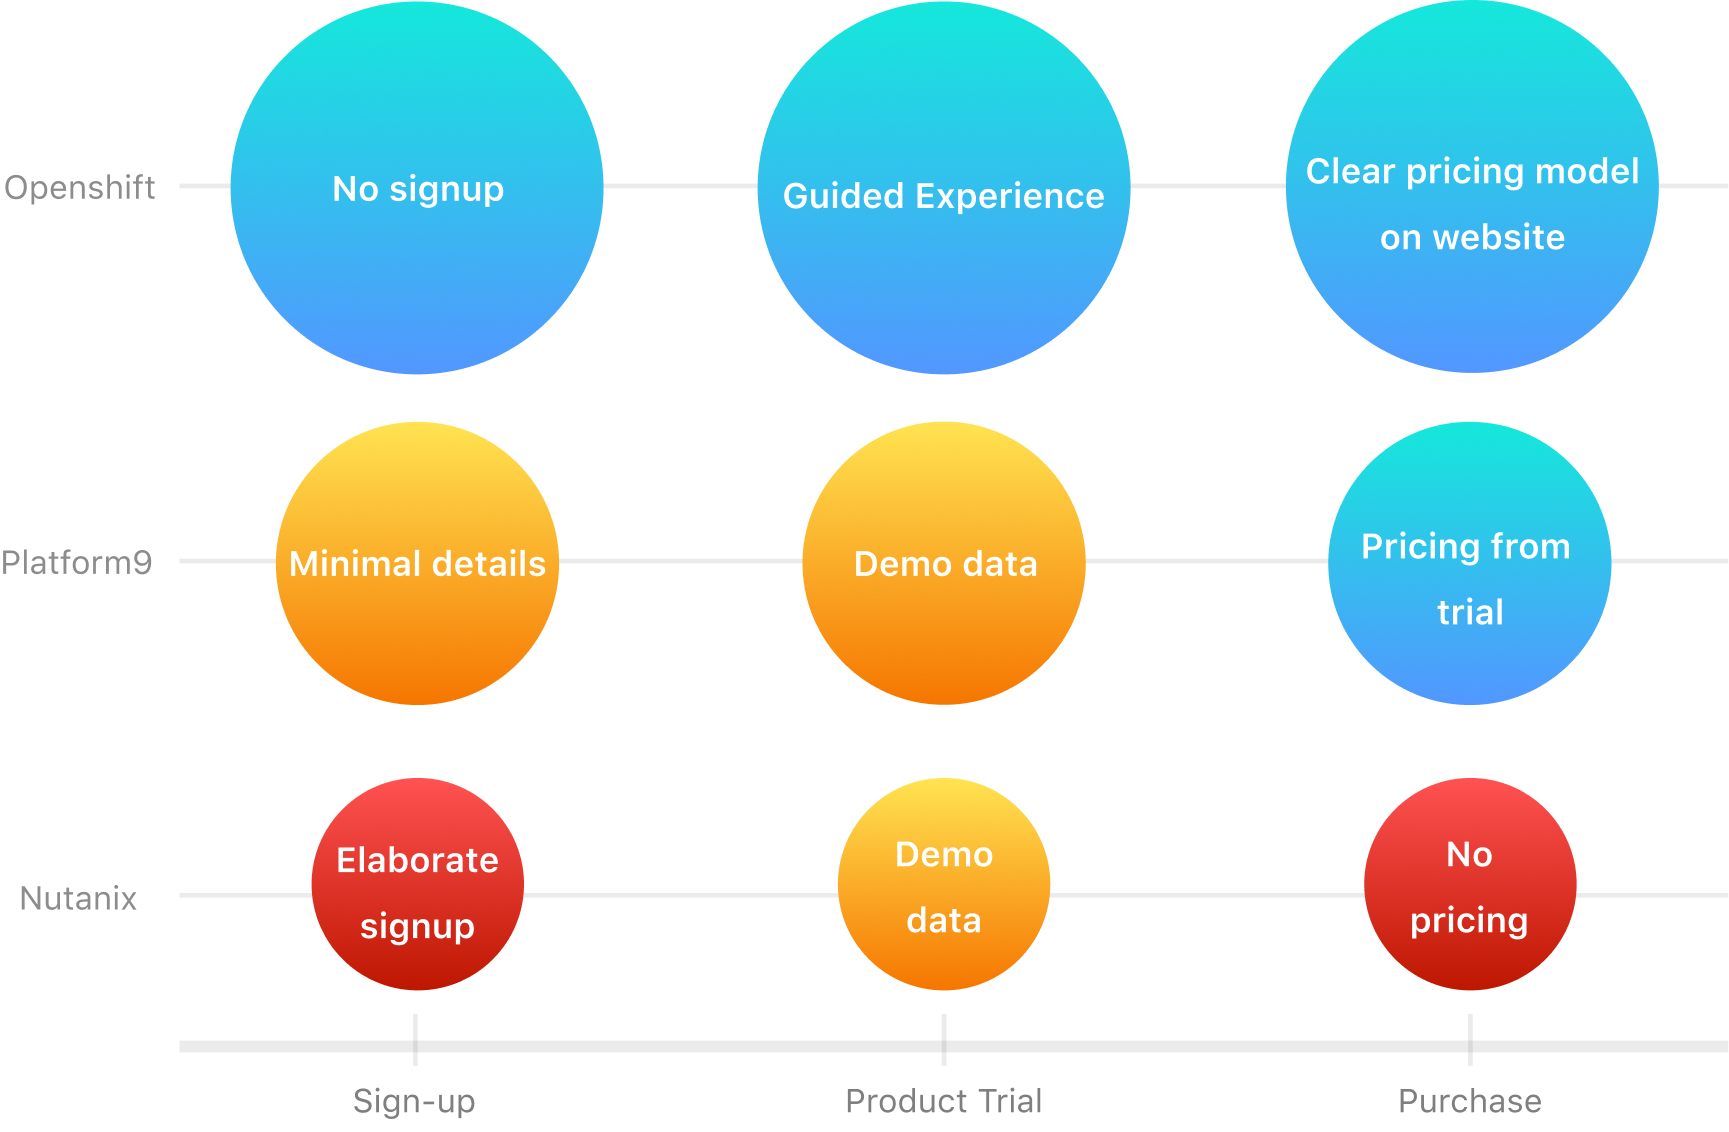 Openshift
No signup
Guided Experience
Clear pricing model
on website
Platform9
Minimal details
Demo data
Pricing from
trial
Nutanix
Elaborate
signup
Demo
data
No
pricing
Sign-up
Product Trial
Purchase